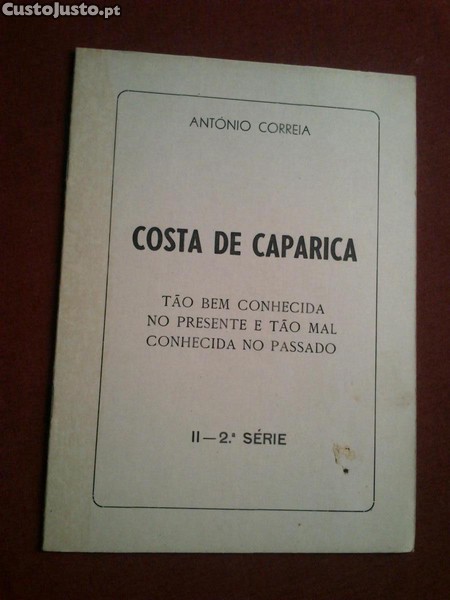 CustoJusto.pt
ANTÓNIO CORREIA
COSTA DE CAPARICA
TÃO BEM CONHECIDA
NO PRESENTE E TÃO MAL
CONHECIDA NO PASSADO
II — 2.ª SÉRIE